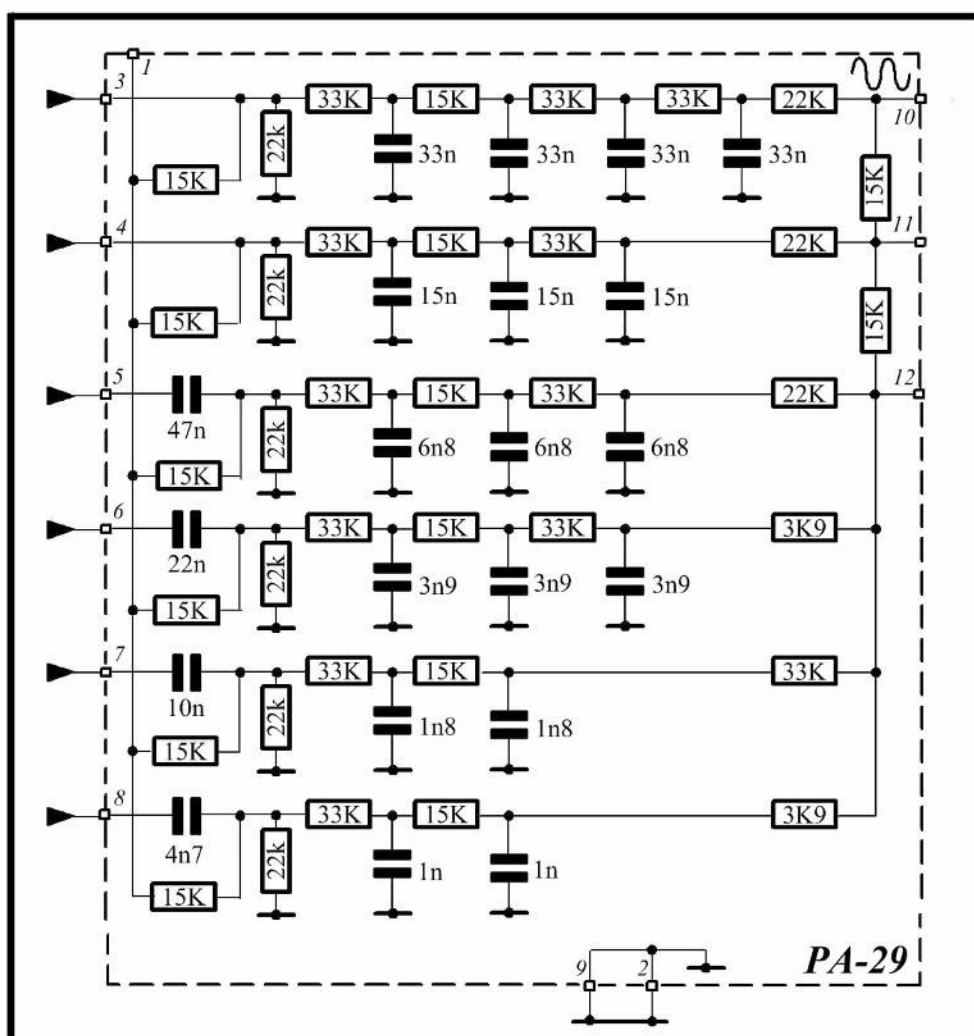 1
3
33K 15K 33K 33K 22K
10
22k
33n 33n 33n 33n
15K
15K
4
11
33K 15K 33K 22K
22k
15n 15n 15n
15K
15K
5
12
33K 15K 33K 22K
47n
22k
6n8 6n8 6n8
15K
6
33K 15K 33K 3K9
22n
22k
3n9 3n9 3n9
15K
7
33K 15K 33K
10n
22k
1n8 1n8
15K
8
33K 15K 3K9
4n7
22k
1n 1n
15K
9 2
PA-29